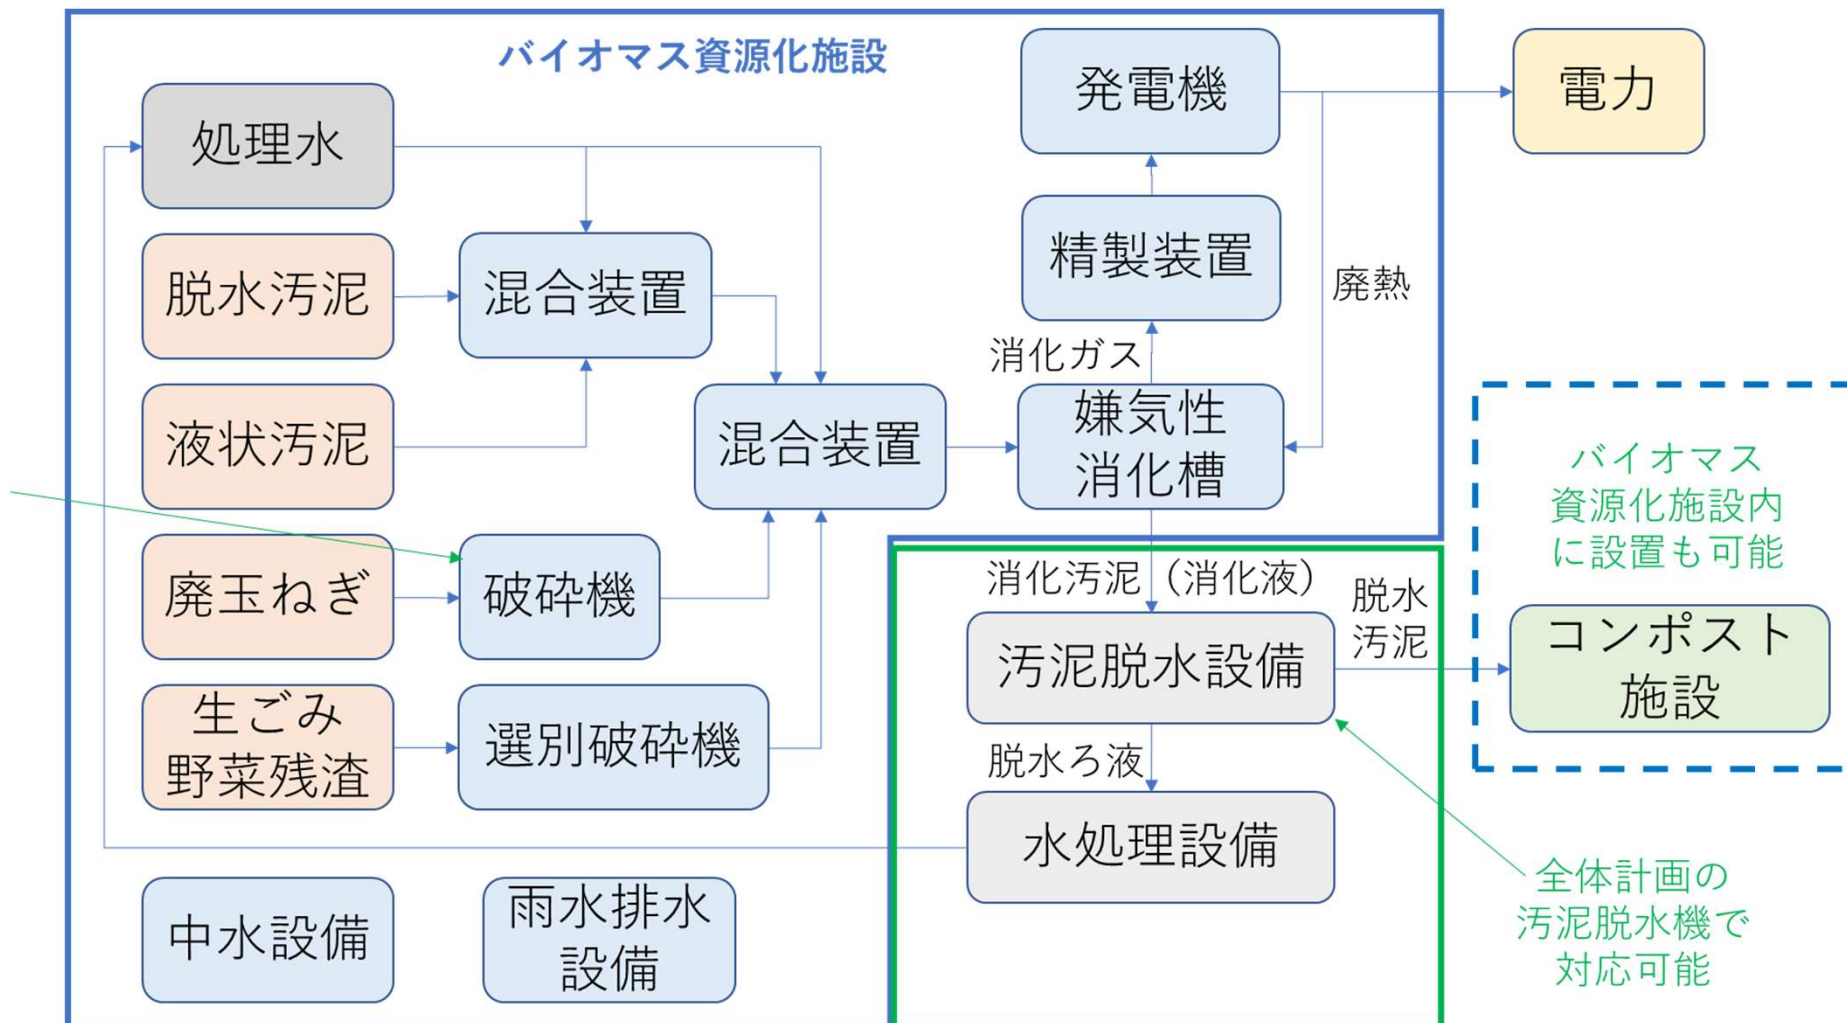 バイオマス資源化施設
発電機
電力
処理水
精製装置
脱水汚泥
混合装置
廃熱
消化ガス
液状汚泥
混合装置
嫌気性
消化槽
バイオマス
資源化施設内
に設置も可能
廃玉ねぎ
破砕機
消化汚泥（消化液）
脱水
汚泥
汚泥脱水設備
コンポスト
施設
生ごみ
野菜残渣
選別破砕機
脱水ろ液
水処理設備
中水設備
雨水排水
設備
全体計画の
汚泥脱水機で
対応可能